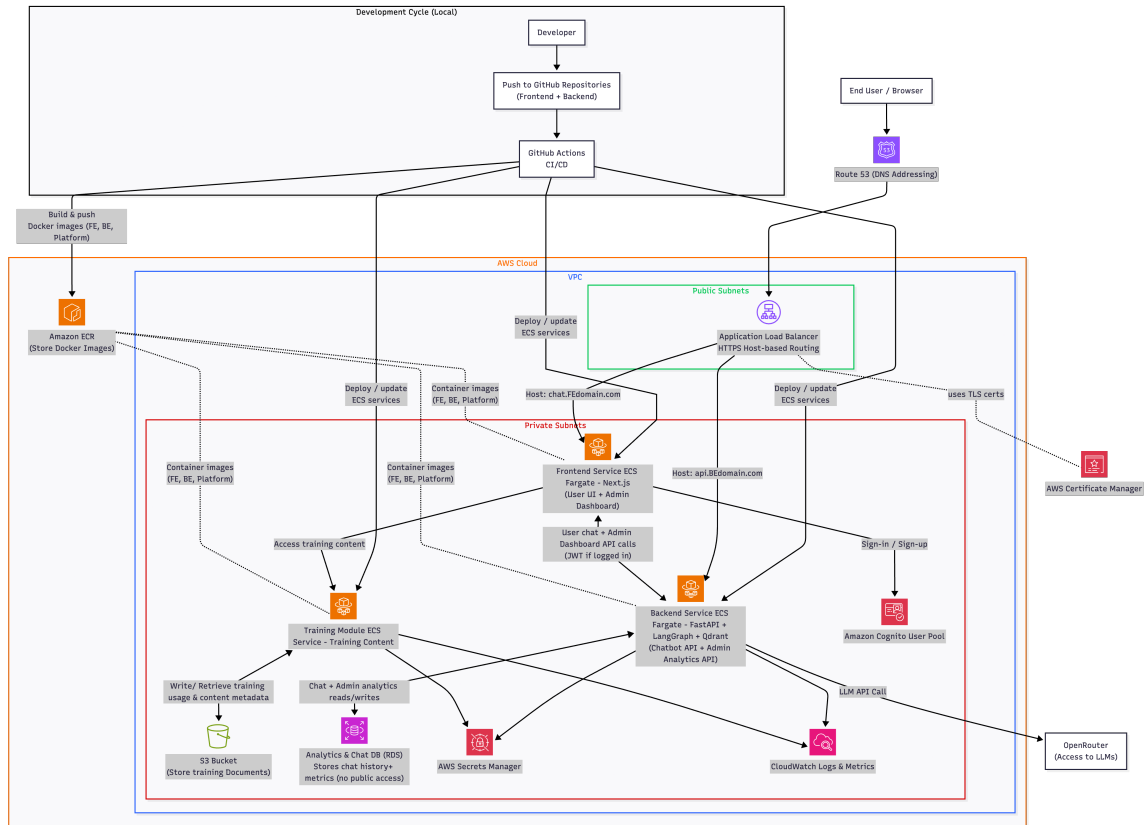 Development Cycle (Local)
Developer
Push to GitHub Repositories
(Frontend + Backend)
GitHub Actions
CI/CD
End User / Browser
53
Route 53 (DNS Addressing)
Build & push
Docker images (FE, BE,
Platform)
AWS Cloud
VPC
Public Subnets
Amazon ECR
(Store Docker Images)
Deploy / update
ECS services
Application Load Balancer
HTTPS Host-based Routing
Deploy / update
ECS services
Container images
(FE, BE, Platform)
Host: chat.FEdomain.com
Deploy / update
ECS services
uses TLS certs
Private Subnets
Container images
(FE, BE, Platform)
Container images
(FE, BE, Platform)
Frontend Service ECS
Fargate - Next.js
(User UI + Admin
Dashboard)
Host: api.BEdomain.com
AWS Certificate Manager
Access training content
User chat + Admin
Dashboard API calls
(JWT if logged in)
Sign-in / Sign-up
Training Module ECS
Service - Training Content
Backend Service ECS
Fargate - FastAPI +
LangGraph + Qdrant
(Chatbot API + Admin
Analytics API)
Amazon Cognito User Pool
Write/ Retrieve training
usage & content metadata
Chat + Admin analytics
reads/writes
LLM API Call
S3 Bucket
(Store training Documents)
Analytics & Chat DB (RDS)
Stores chat history+
metrics (no public access)
AWS Secrets Manager
CloudWatch Logs & Metrics
OpenRouter
(Access to LLMs)